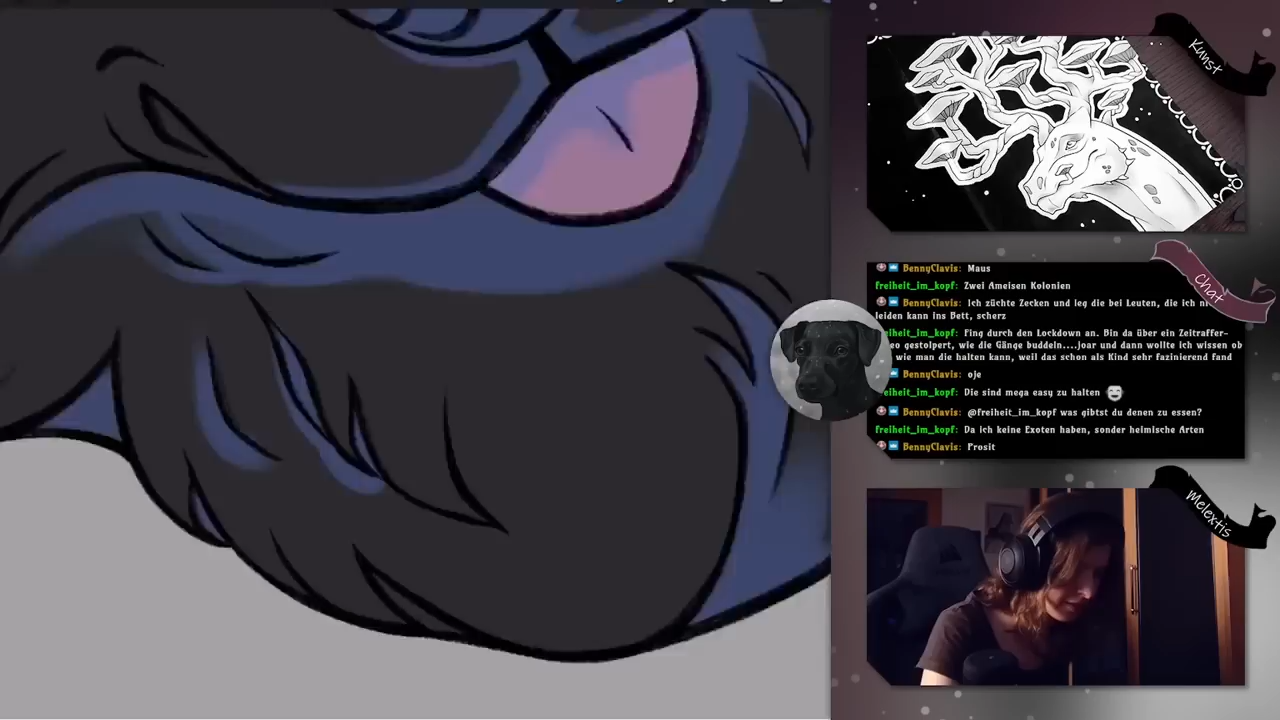 Kunst
Chat
BennyClavis: Maus
freiheit_im_kopf: Zwei Ameisen Kolonien
BennyClavis: Ich züchte Zecken und leg die bei Leuten, die ich
leiden kann ins Bett, scherz
eiheit_im_kopf: Fing durch den Lockdown an. Bin da über ein Zeitraffer-
eo gestolpert, wie die Gänge buddeln....Joar und dann wollte ich wissen ob
wie man die halten kann, weil das schon als Kind sehr fazinierend fand
BennyClavis: oje
eiheit_im_kopf: Die sind mega easy zu halten
BennyClavis: @freiheit_im_kopf was gibtst du denen zu essen?
freiheit_im_kopf: Da ich keine Exoten haben, sonder heimische Arten
BennyClavis: Prosit
Melextis